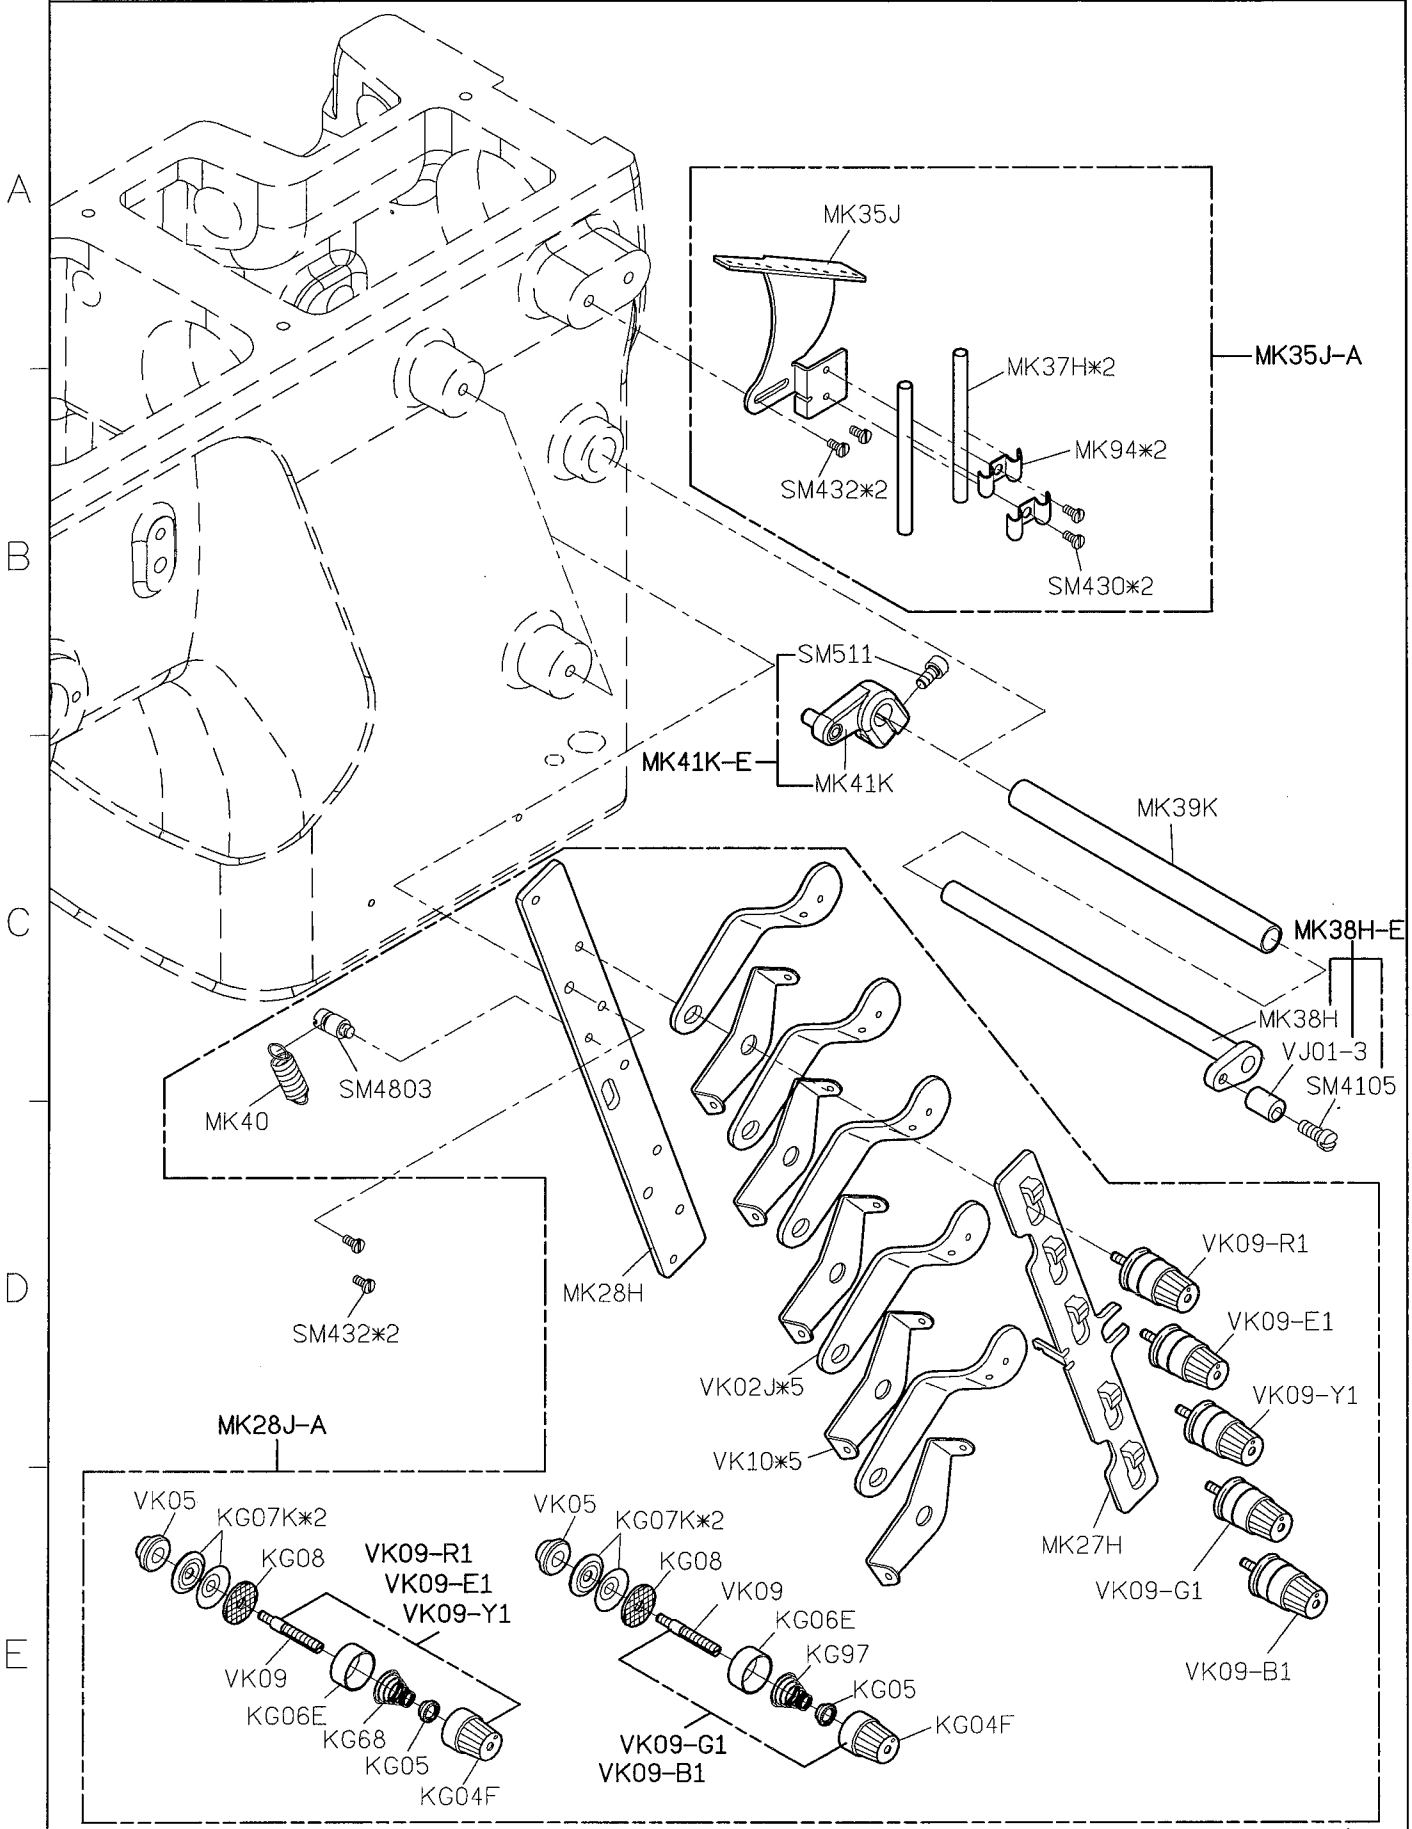 A
MK35J
MK35J-A
MK37H*2
MK94*2
SM432*2
B
SM430*2
SM511
MK41K-E
MK41K
MK39K
C
MK38H-E
MK38H
VJ01-3
SM4105
SM4803
MK40
D
VK09-R1
MK28H
VK09-E1
SM432*2
VK02J*5
VK09-Y1
MK28J-A
VK10*5
MK27H
VK09-G1
VK09-B1
E
VK05
KG07K*2
KG08
VK09-R1
VK09-E1
VK09-Y1
VK09
KG06E
KG68
KG05
KG04F
VK05
KG07K*2
KG08
VK09
KG06E
KG97
KG05
KG04F
VK09-G1
VK09-B1